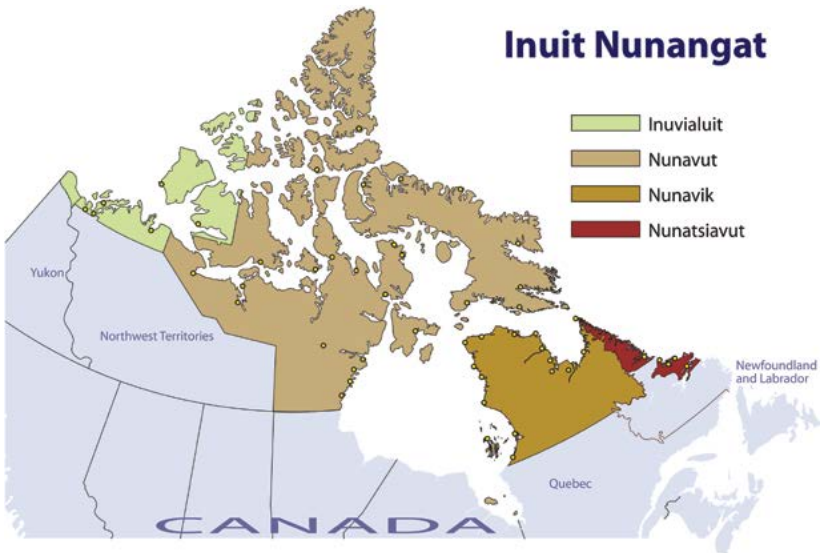 Inuit Nunangat
Inuvialuit
Nunavut
Nunavik
Nunatsiavut
Yukon
Northwest Territories
Newfoundland
and Labrador
Quebec
CANADA